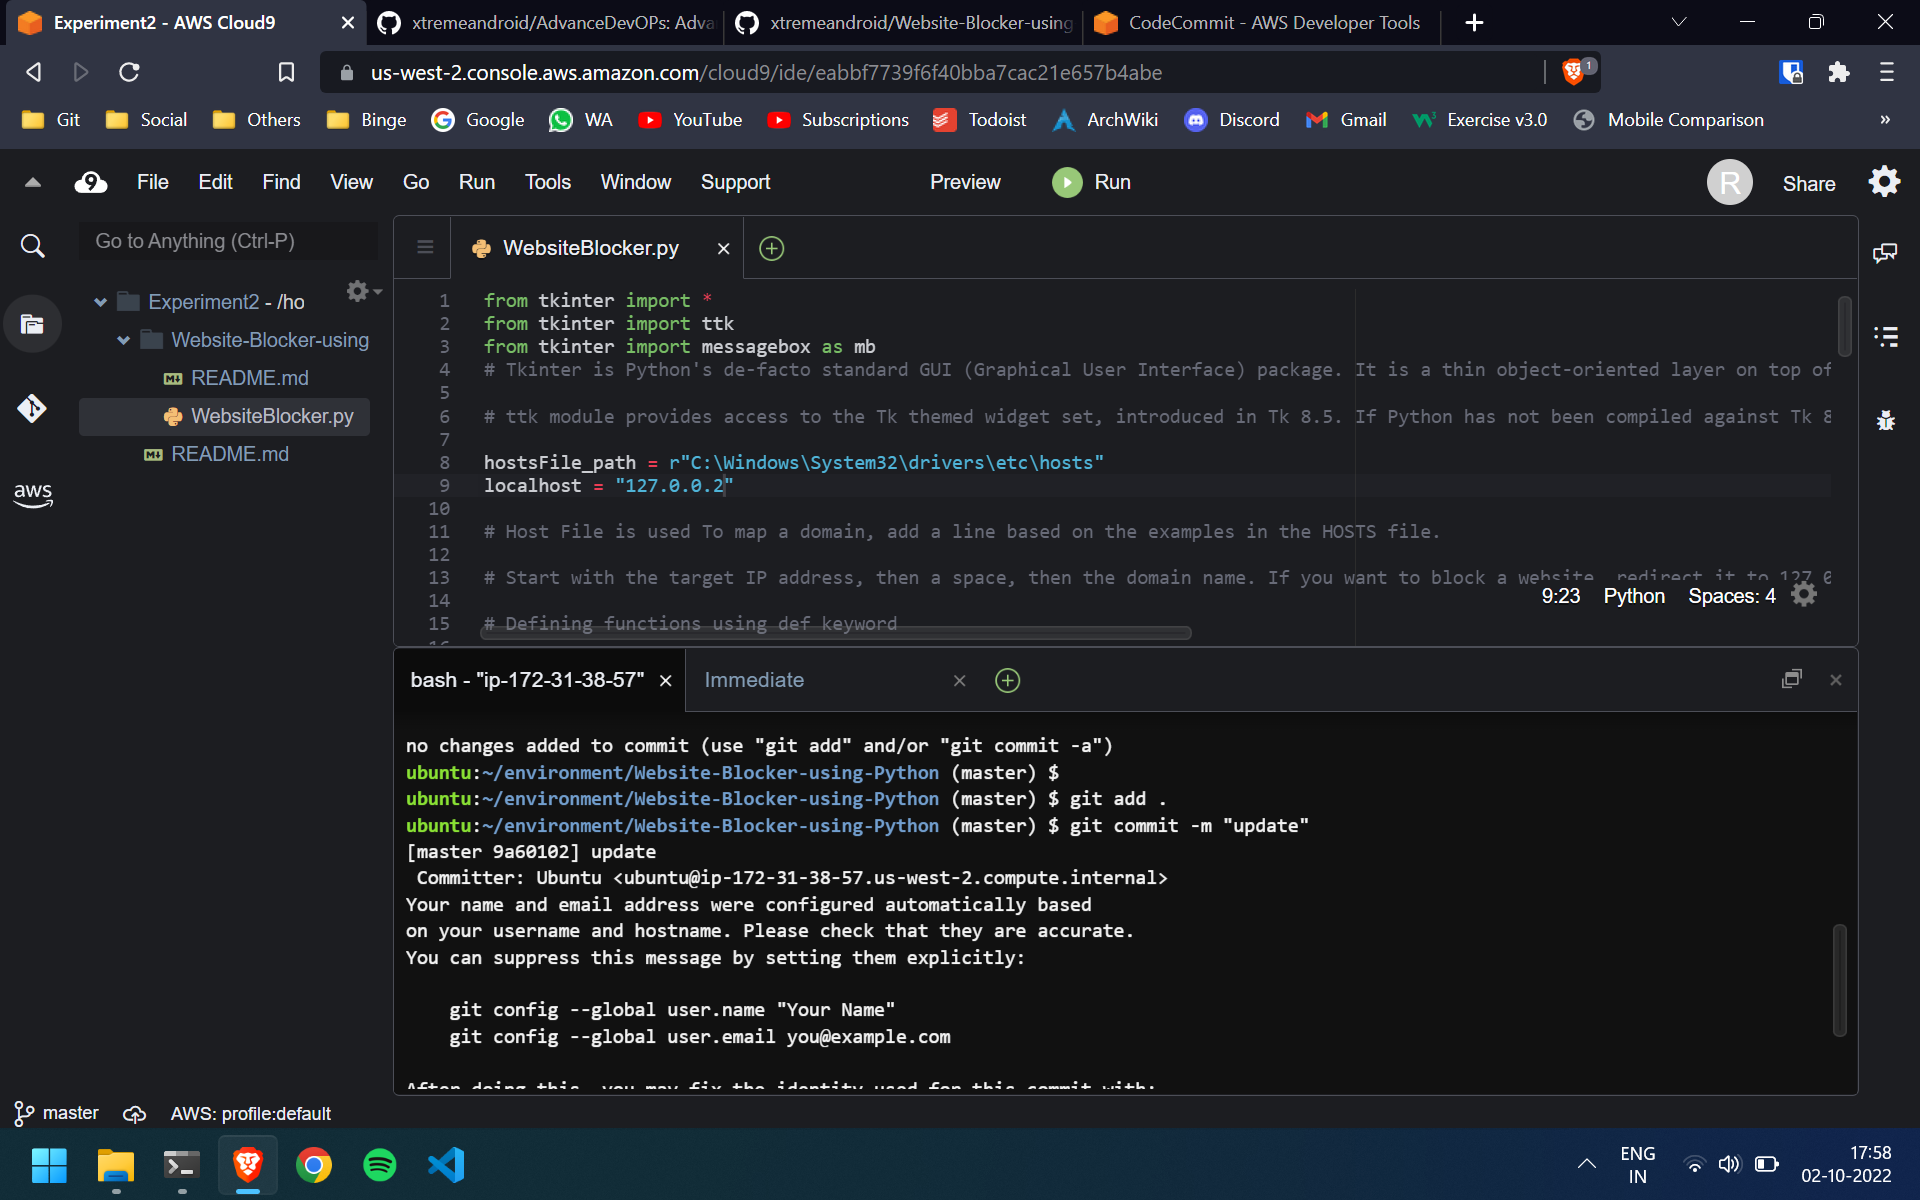 Experiment2 - AWS Cloud9
xtremeandroid/AdvanceDevOPs: Adva
xtremeandroid/Website-Blocker-using
CodeCommit - AWS Developer Tools
us-west-2.console.aws.amazon.com/cloud9/ide/eabbf7739f6f40bba7cac21e657b4abe
1
Git Social Others Binge Google WA YouTube Subscriptions Todoist ArchWiki Discord Gmail Exercise v3.0 Mobile Comparison »
9 File Edit Find View Go Run Tools Window Support Preview Run R Share
Go to Anything (Ctrl-P)
Experiment2 - /ho
Website-Blocker-using
README.md
WebsiteBlocker.py
README.md
aws
WebsiteBlocker.py
1 from tkinter import *
2 from tkinter import ttk
3 from tkinter import messagebox as mb
4 # Tkinter is Python's de-facto standard GUI (Graphical User Interface) package. It is a thin object-oriented layer on top of
5
6 # ttk module provides access to the Tk themed widget set, introduced in Tk 8.5. If Python has not been compiled against Tk 8
7
8 hostsFile_path = r"C:\Windows\System32\drivers\etc\hosts"
9 localhost = "127.0.0.2"
10
11 # Host File is used To map a domain, add a line based on the examples in the HOSTS file.
12
13 # Start with the target IP address, then a space, then the domain name. If you want to block a website, redirect it to 127.0
14
15 # Defining functions using def keyword
16
9:23 Python Spaces: 4
bash - "ip-172-31-38-57" Immediate
no changes added to commit (use "git add" and/or "git commit -a")
ubuntu:~/environment/Website-Blocker-using-Python (master) $
ubuntu:~/environment/Website-Blocker-using-Python (master) $ git add .
ubuntu:~/environment/Website-Blocker-using-Python (master) $ git commit -m "update"
[master 9a60102] update
Committer: Ubuntu <ubuntu@ip-172-31-38-57.us-west-2.compute.internal>
Your name and email address were configured automatically based
on your username and hostname. Please check that they are accurate.
You can suppress this message by setting them explicitly:
git config --global user.name "Your Name"
git config --global user.email you@example.com
After doing this, you may fix the identity used for this commit with:
master AWS: profile:default
ENG
IN
17:58
02-10-2022